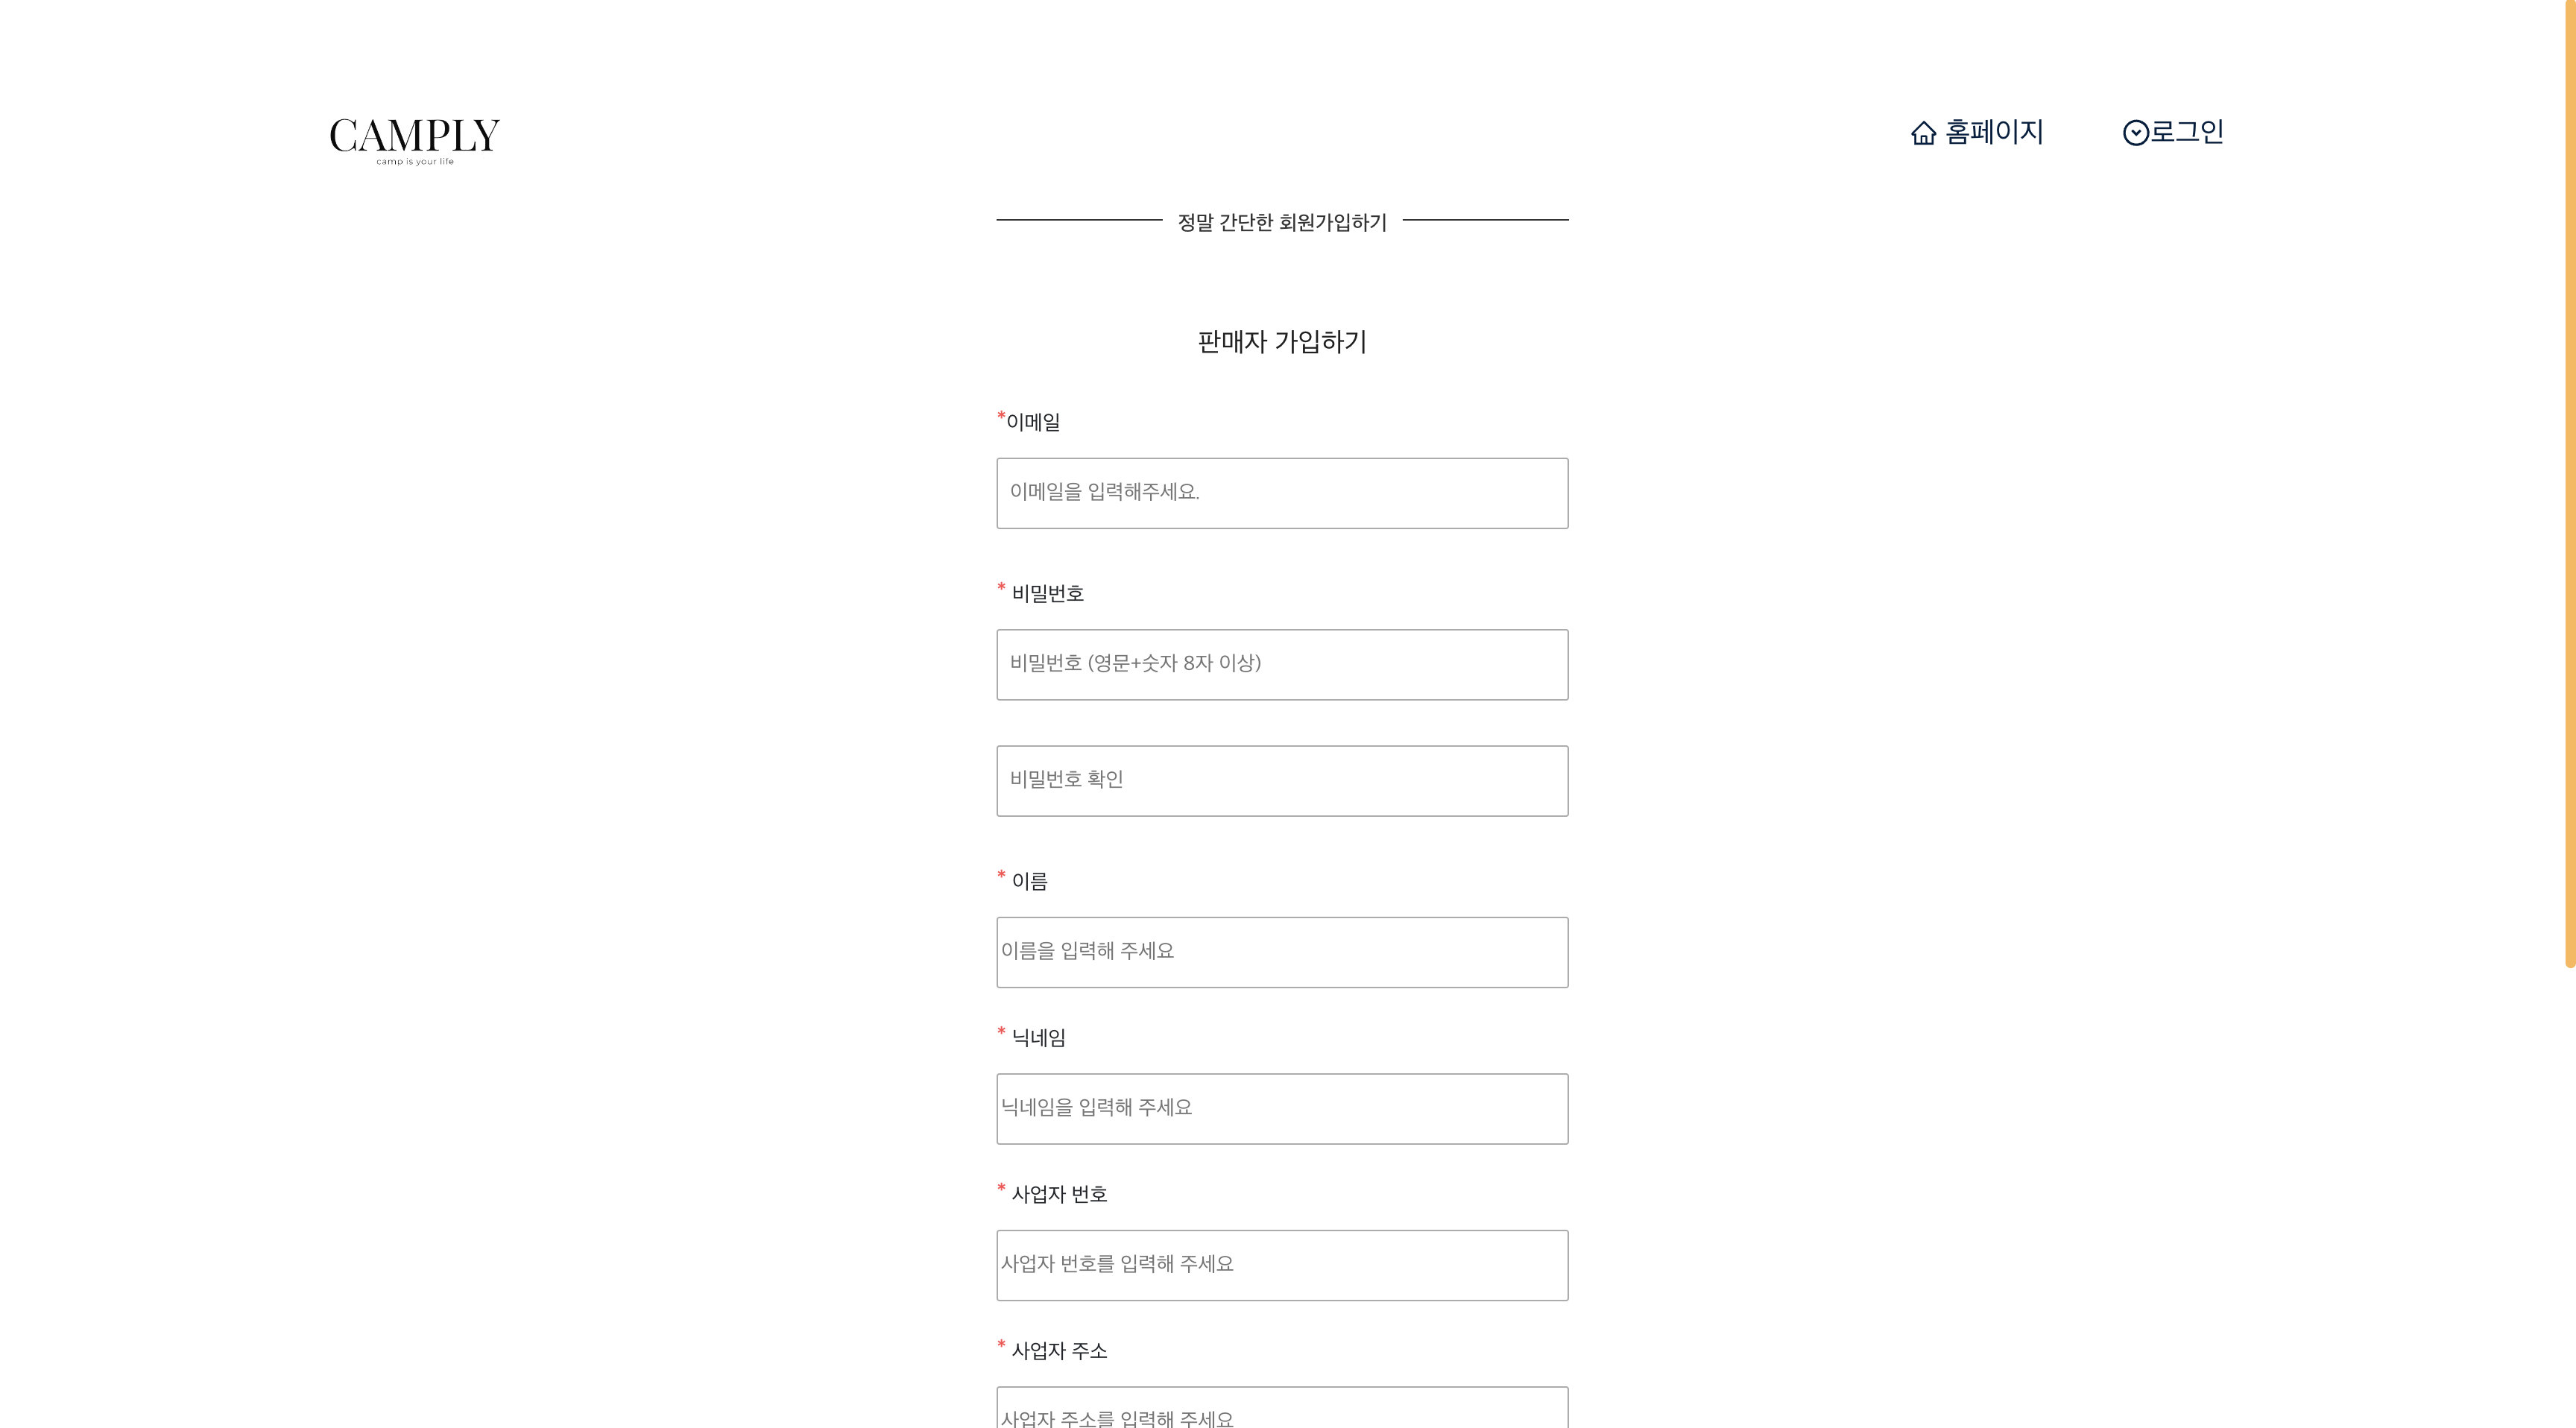 CAMPLY
camp is your life
홈페이지
로그인
정말 간단한 회원가입하기
판매자 가입하기
*이메일
이메일을 입력해주세요.
* 비밀번호
비밀번호 (영문+숫자 8자 이상)
비밀번호 확인
* 이름
이름을 입력해 주세요
* 닉네임
닉네임을 입력해 주세요
* 사업자 번호
사업자 번호를 입력해 주세요
* 사업자 주소
사업자 주소를 입력해 주세요